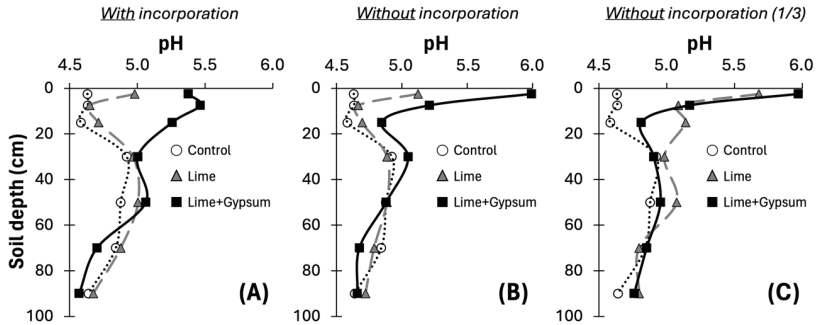 With incorporation
Without incorporation
Without incorporation (1/3)
pH
pH
pH
4.5 5.0 5.5 6.0
4.5 5.0 5.5 6.0
4.5 5.0 5.5 6.0
Soil depth (cm)
0
20
40
60
80
100
Control
Lime
Lime+Gypsum
(A)
0
20
40
60
80
100
Control
Lime
Lime+Gypsum
(B)
0
20
40
60
80
100
Control
Lime
Lime+Gypsum
(C)